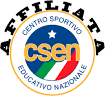 AFFILIATA
CENTRO SPORTIVO
csen
EDUCATIVO NAZIONALE